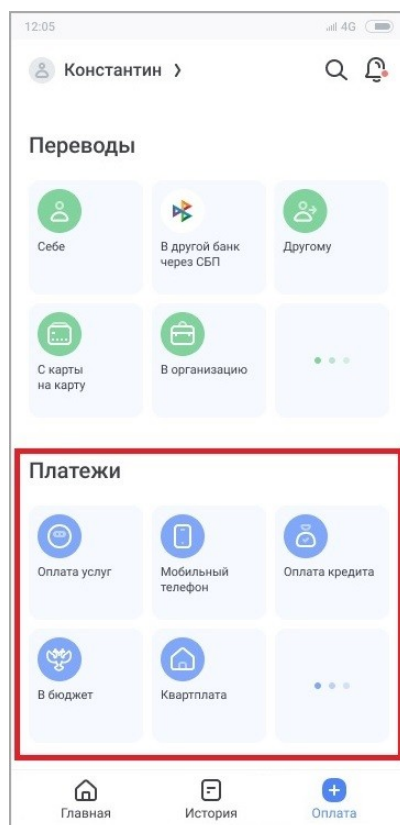 12:05
4G
Константин
Переводы
Себе
В другой банк
через СБП
Другому
С карты
на карту
В организацию
Платежи
Оплата услуг
Мобильный
телефон
Оплата кредита
В бюджет
Квартплата
Главная
История
Оплата